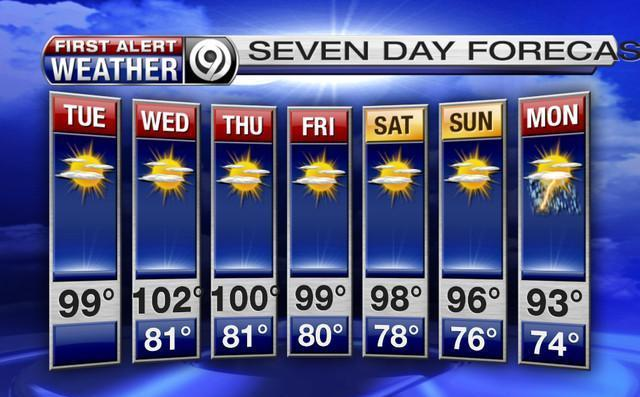 FIRST ALERT
WEATHER 9
SEVEN DAY FORECAS
TUE WED THU FRI SAT SUN MON
99° 102° 100° 99° 98° 96° 93°
81° 81° 80° 78° 76° 74°